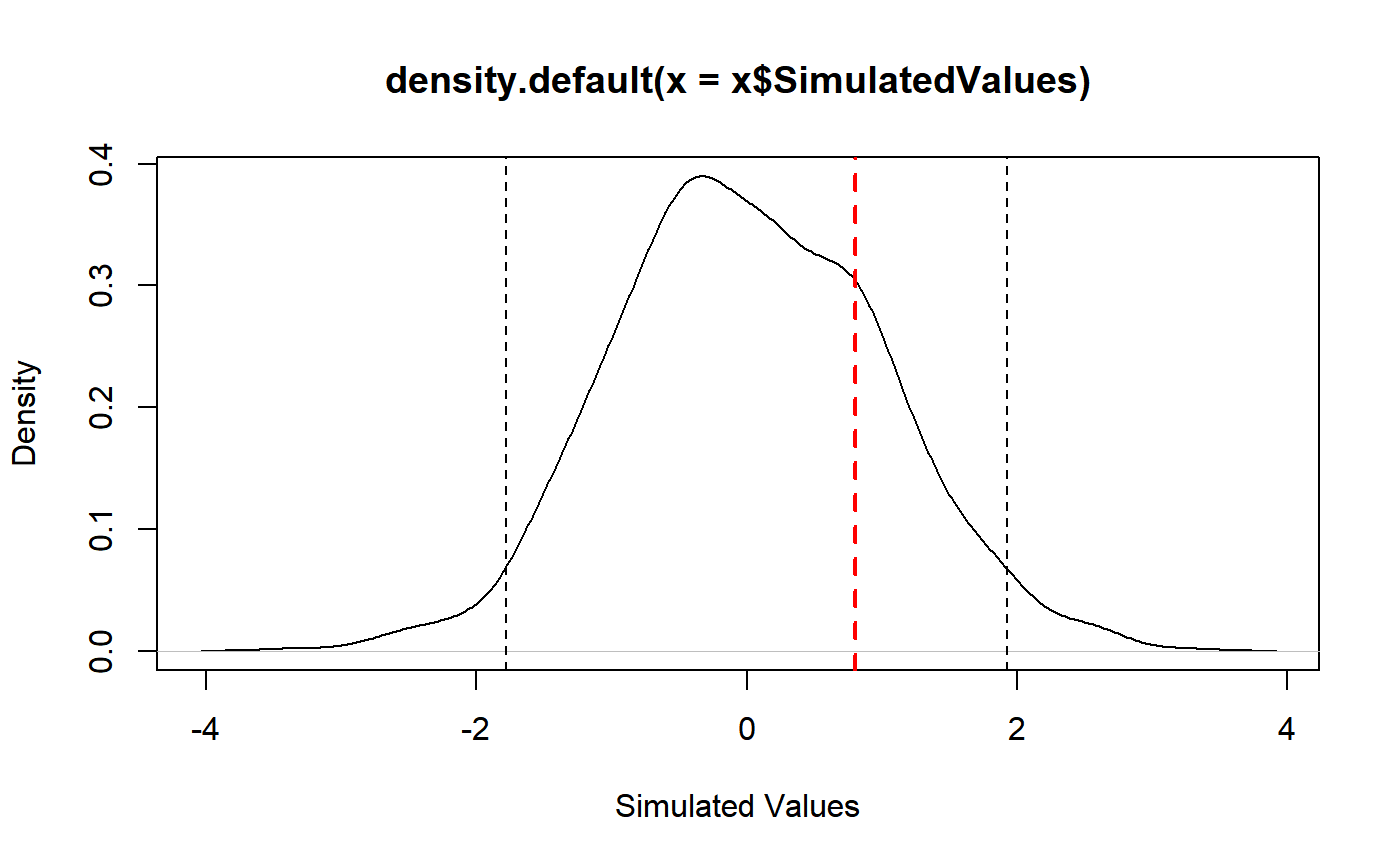 density.default(x = x$SimulatedValues)
Density
0.4
0.3
0.2
0.1
0.0
-4 -2 0 2 4
Simulated Values